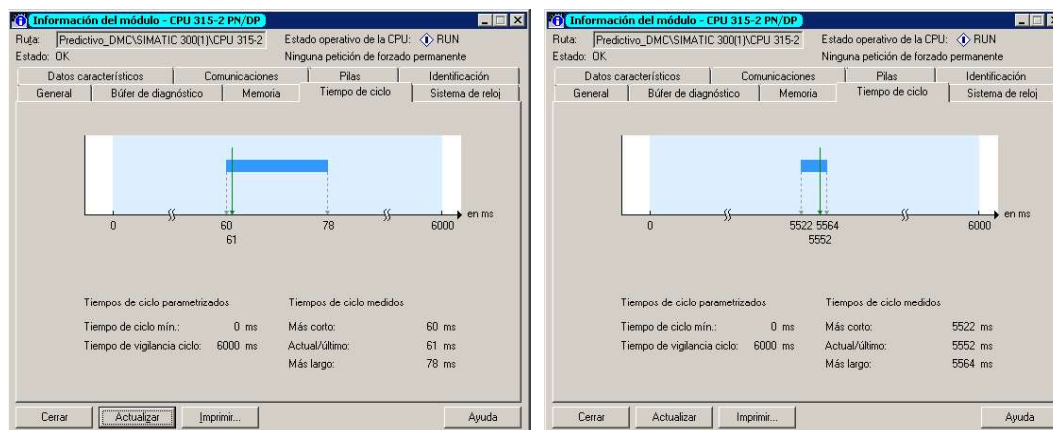 Información del módulo - CPU 315-2 PN/DP
Ruta: Predictivo_DMC\SIMATIC 300(1)\CPU 315-2 Estado operativo de la CPU: RUN
Estado: OK Ninguna petición de forzado permanente
Datos característicos Comunicaciones Pilas Identificación
General Búfer de diagnóstico Memoria Tiempo de ciclo Sistema de reloj
en ms
0 60 78 6000
61
Tiempos de ciclo parametrizados Tiempos de ciclo medidos
Tiempo de ciclo mín.: 0 ms Más corto: 60 ms
Tiempo de vigilancia ciclo: 6000 ms Actual/último: 61 ms
Más largo: 78 ms
Cerrar Actualizar Imprimir... Ayuda
Información del módulo - CPU 315-2 PN/DP
Ruta: Predictivo_DMC\SIMATIC 300(1)\CPU 315-2 Estado operativo de la CPU: RUN
Estado: OK Ninguna petición de forzado permanente
Datos característicos Comunicaciones Pilas Identificación
General Búfer de diagnóstico Memoria Tiempo de ciclo Sistema de reloj
en ms
0 5522 5564 6000
5552
Tiempos de ciclo parametrizados Tiempos de ciclo medidos
Tiempo de ciclo mín.: 0 ms Más corto: 5522 ms
Tiempo de vigilancia ciclo: 6000 ms Actual/último: 5552 ms
Más largo: 5564 ms
Cerrar Actualizar Imprimir... Ayuda